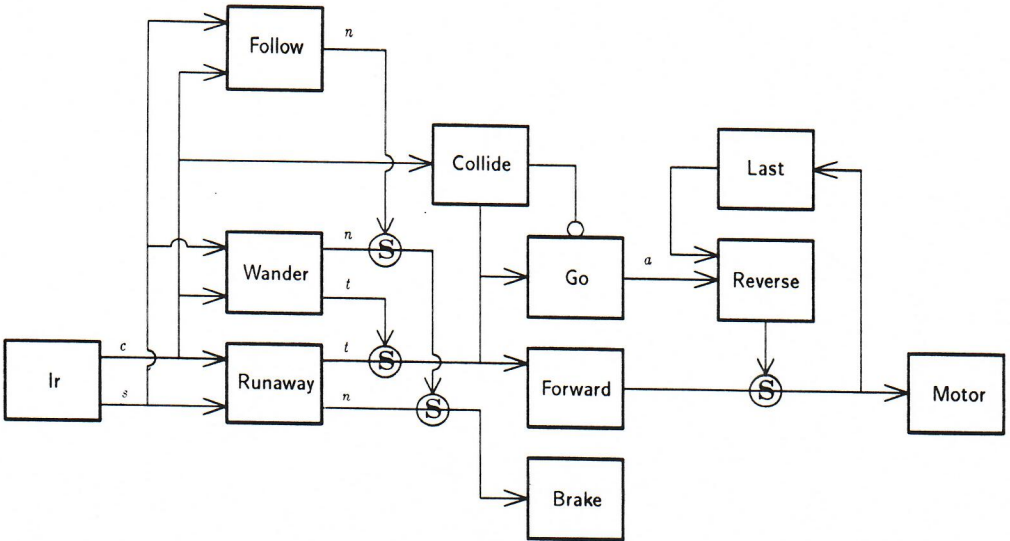 Follow
n
Collide
Last
Wander
n
S
t
Go
a
Reverse
Ir
c
s
Runaway
t
S
n
S
Forward
S
Motor
Brake